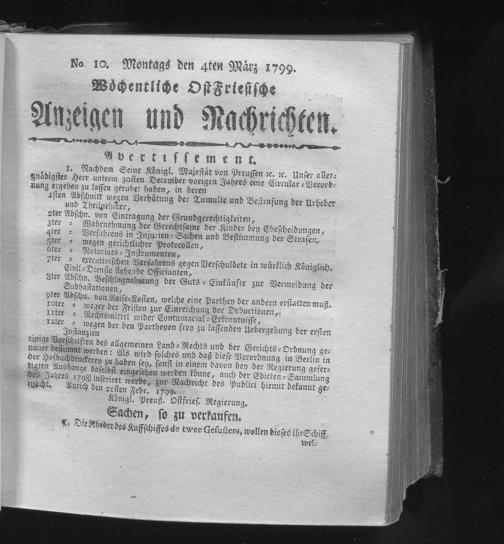 No 10. Montags den 4ten März 1799.
Wöchentliche OstFriesische
Anzeigen und Nachrichten.
Avertissement.
1. Nachdem Seine Königl. Majestät von Preussen ꝛc. ꝛc. Unser aller-
gnädigster Herr unterm 30sten December vorigen Jahres eine Circular-Verord-
nung ergehen zu lassen geruhet haben, in deren
1sten Abschnitt wegen Verhütung der Tumulte und Bestrafung der Urheber
und Theilnehmer,
2ter Abschn. von Eintragung der Grundgerechtigkeiten,
3ter = Wahrnehmung der Gerechtsame der Kinder bey Ehescheidungen,
4ter = Verfahrens in Injurien-Sachen und Bestimmung der Strafen,
5ter = wegen gerichtlicher Protocollen,
6ter = Notariats-Instrumenten,
7ter = executivischen Verfahrens gegen Verschuldete in würklich Königlich.
Civil-Dienste stehende Officianten,
8ter Abschn. Beschlagnehmung der Guts-Einkünfte zur Vermeidung der
Subhastationen,
9ter Abschn. von Reise-Kosten, welche eine Parthey der andern erstatten muß.
10ter = wegen der Fristen zur Einreichung der Deductionen,
11ter = Rechtsmittel wider Contumacial-Erkenntnisse,
12ter = wegen der den Partheyen frey zu lassenden Uebergehung der ersten
Instanzien
einige Vorschriften des allgemeinen Land-Rechts und der Gerichts-Ordnung ge-
nauer bestimmt werden: Als wird solches und daß diese Verordnung in Berlin in
der Hofbuchdruckerey zu haben sey, sonst in einem davon bey der Regierung gefer-
tigten Aushange daselbst eingesehen werden könne, auch der Edicten-Sammlung
des Jahres 1798 inseriret werde, zur Nachricht des Publici hiemit bekannt ge-
macht. Aurich den 21sten Febr. 1799.
Königl. Preuß. Ostfries. Regierung.
Sachen, so zu verkaufen.
1. Die Rheder des Kuffschiffes de twee Gesusters, wollen dieses ihr Schiff,
wel-